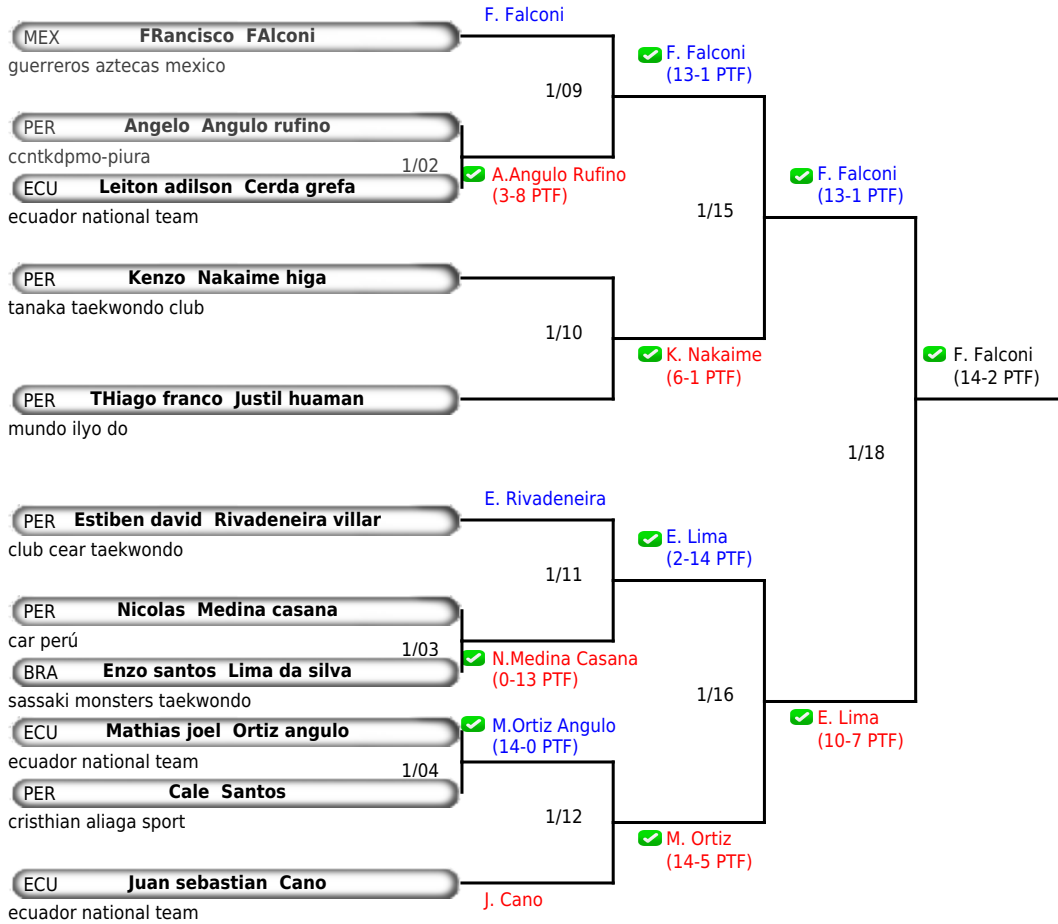 F. Falconi
MEX FRancisco FAlconi
guerreros aztecas mexico
F. Falconi
(13-1 PTF)
1/09
PER Angelo Angulo rufino
ccntkdpmo-piura
1/02
A.Angulo Rufino
(3-8 PTF)
ECU Leiton adilson Cerda grefa
ecuador national team
F. Falconi
(13-1 PTF)
1/15
PER Kenzo Nakaime higa
tanaka taekwondo club
1/10
K. Nakaime
(6-1 PTF)
F. Falconi
(14-2 PTF)
PER THiago franco Justil huaman
mundo ilyo do
1/18
E. Rivadeneira
PER Estiben david Rivadeneira villar
club cear taekwondo
E. Lima
(2-14 PTF)
1/11
PER Nicolas Medina casana
car perú
1/03
N.Medina Casana
(0-13 PTF)
BRA Enzo santos Lima da silva
sassaki monsters taekwondo
1/16
E. Lima
(10-7 PTF)
ECU Mathias joel Ortiz angulo
ecuador national team
M.Ortiz Angulo
(14-0 PTF)
1/04
PER Cale Santos
cristhian aliaga sport
1/12
M. Ortiz
(14-5 PTF)
ECU Juan sebastian Cano
ecuador national team
J. Cano